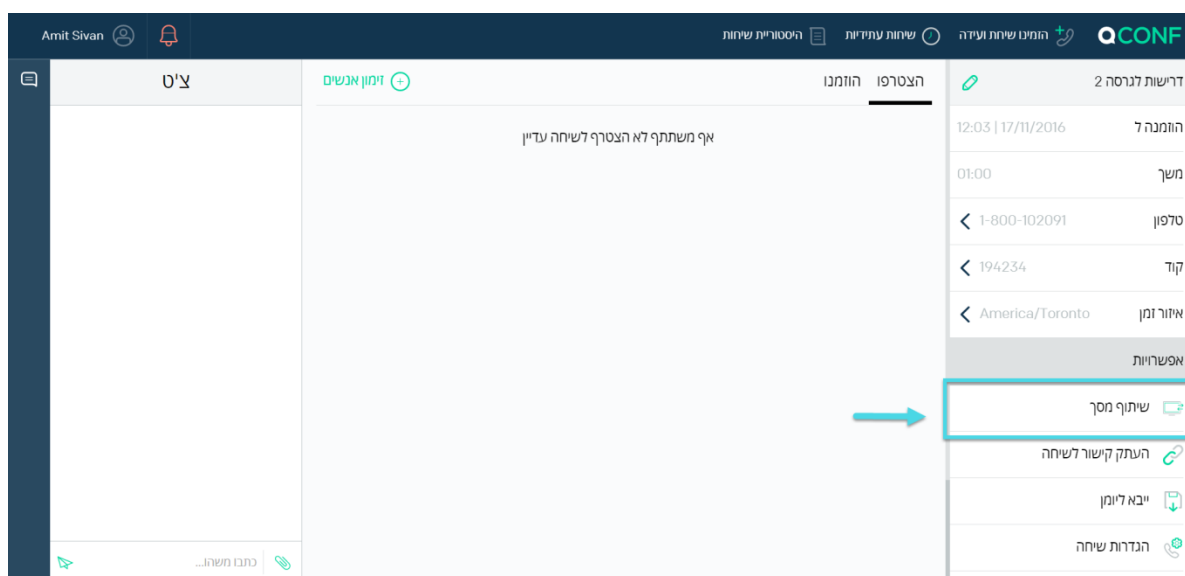 QCONF
הזמינו שיחת ועידה
שיחות עתידיות
היסטוריית שיחות
Amit Sivan
דרישות לגרסה 2
הוזמנה ל 12:03 | 17/11/2016
משך 01:00
טלפון 1-800-102091
קוד 194234
איזור זמן America/Toronto
אפשרויות
שיתוף מסך
העתק קישור לשיחה
ייבא ליומן
הגדרות שיחה
הצטרפו
הוזמנו
זימון אנשים
אף משתתף לא הצטרף לשיחה עדיין
צ'ט
כתבו משהו...